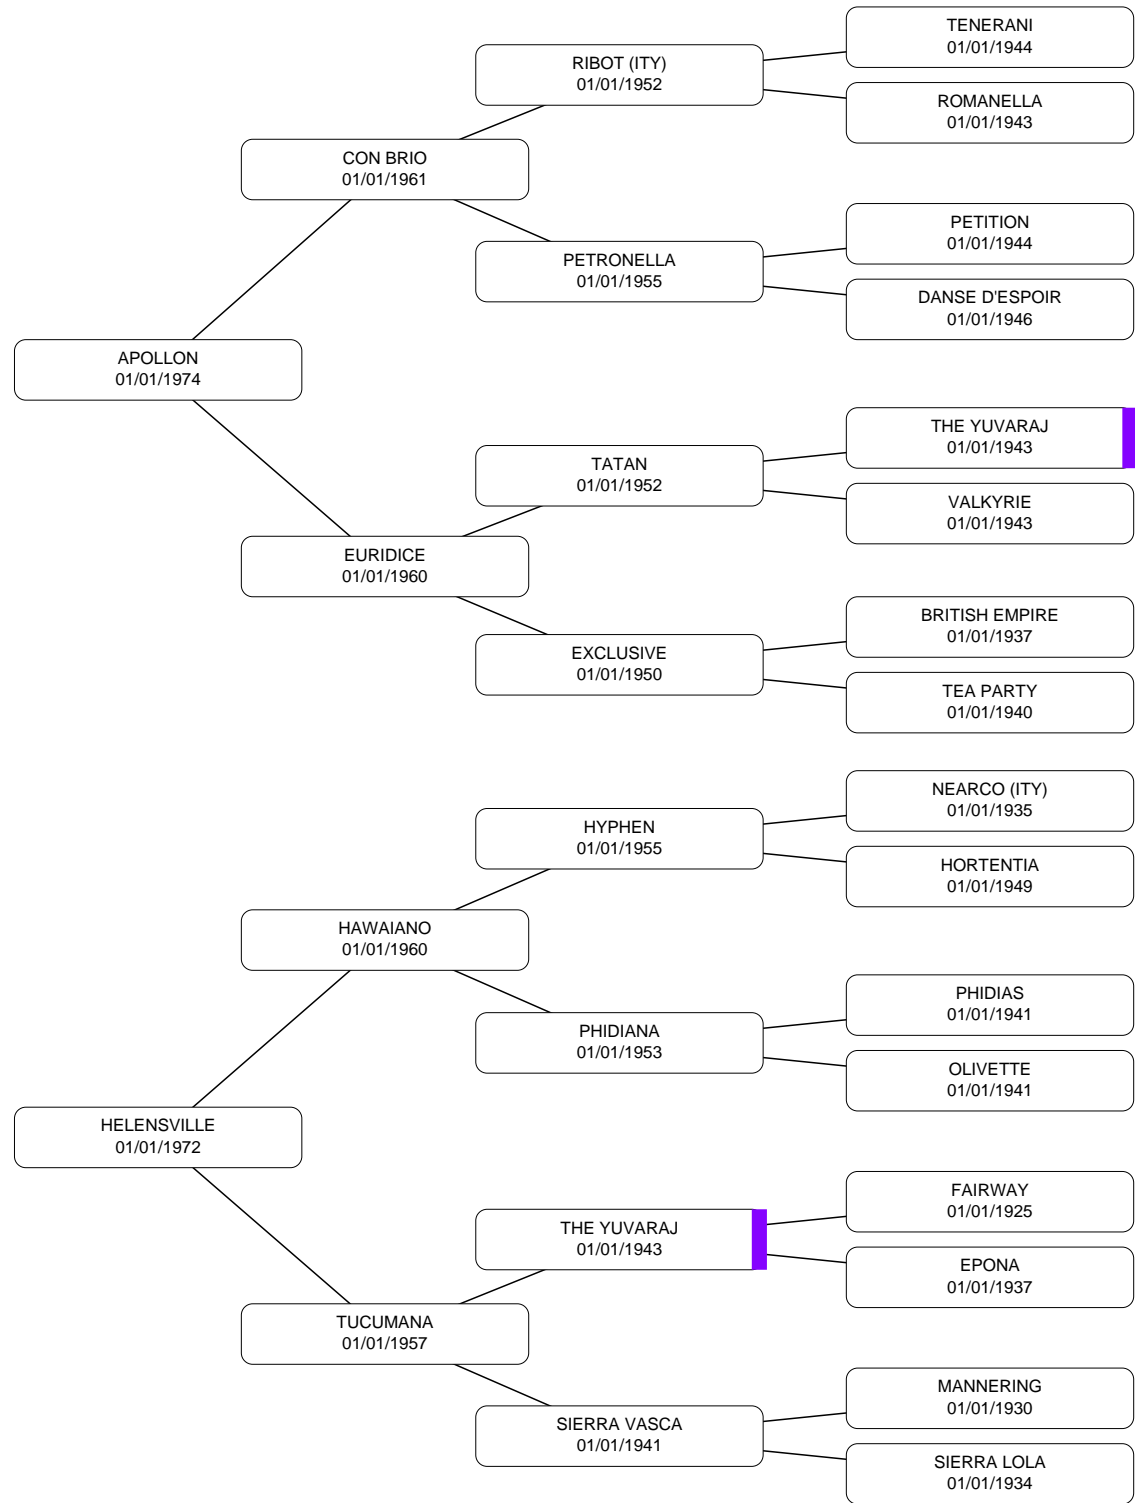 TENERANI
01/01/1944
RIBOT (ITY)
01/01/1952
ROMANELLA
01/01/1943
CON BRIO
01/01/1961
PETITION
01/01/1944
PETRONELLA
01/01/1955
DANSE D'ESPOIR
01/01/1946
APOLLON
01/01/1974
THE YUVARAJ
01/01/1943
TATAN
01/01/1952
VALKYRIE
01/01/1943
EURIDICE
01/01/1960
BRITISH EMPIRE
01/01/1937
EXCLUSIVE
01/01/1950
TEA PARTY
01/01/1940
NEARCO (ITY)
01/01/1935
HYPHEN
01/01/1955
HORTENTIA
01/01/1949
HAWAIANO
01/01/1960
PHIDIAS
01/01/1941
PHIDIANA
01/01/1953
OLIVETTE
01/01/1941
HELENSVILLE
01/01/1972
FAIRWAY
01/01/1925
THE YUVARAJ
01/01/1943
EPONA
01/01/1937
TUCUMANA
01/01/1957
MANNERING
01/01/1930
SIERRA VASCA
01/01/1941
SIERRA LOLA
01/01/1934